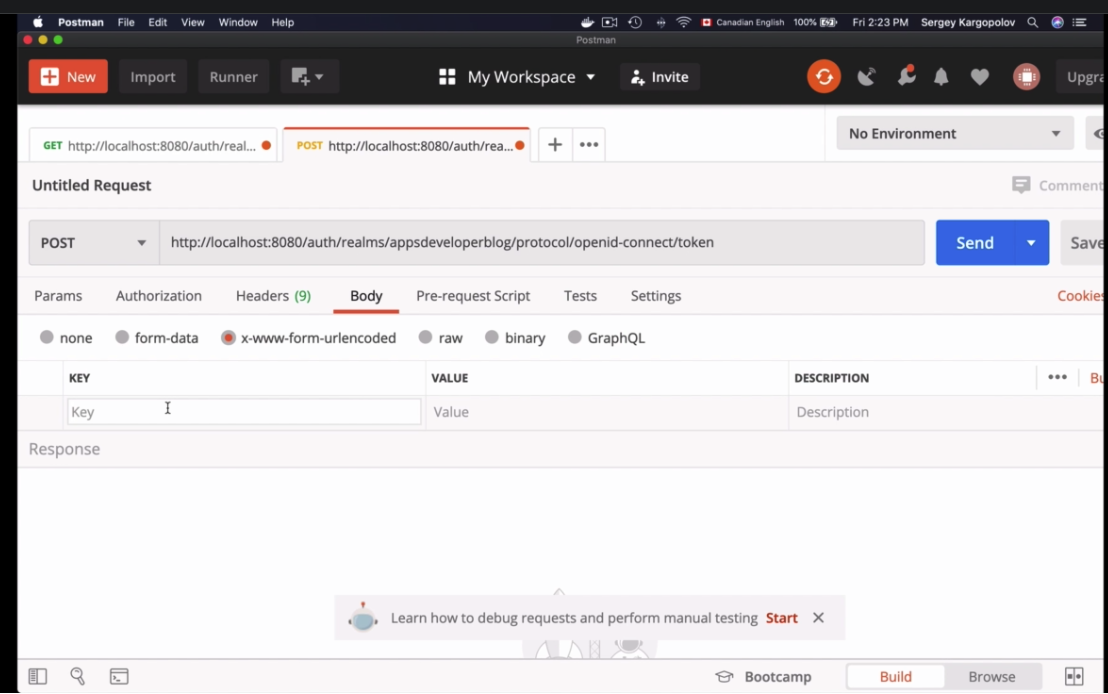 Postman File Edit View Window Help Canadian English 100% Fri 2:23 PM Sergey Kargopolov
Postman
New Import Runner My Workspace Invite Upgra
GET http://localhost:8080/auth/real... POST http://localhost:8080/auth/rea... + ••• No Environment
Untitled Request Comment
POST http://localhost:8080/auth/realms/appsdeveloperblog/protocol/openid-connect/token Send Save
Params Authorization Headers (9) Body Pre-request Script Tests Settings Cookies
none form-data x-www-form-urlencoded raw binary GraphQL
KEY VALUE DESCRIPTION ••• Bu
Key Value Description
Response
Learn how to debug requests and perform manual testing Start
Bootcamp Build Browse